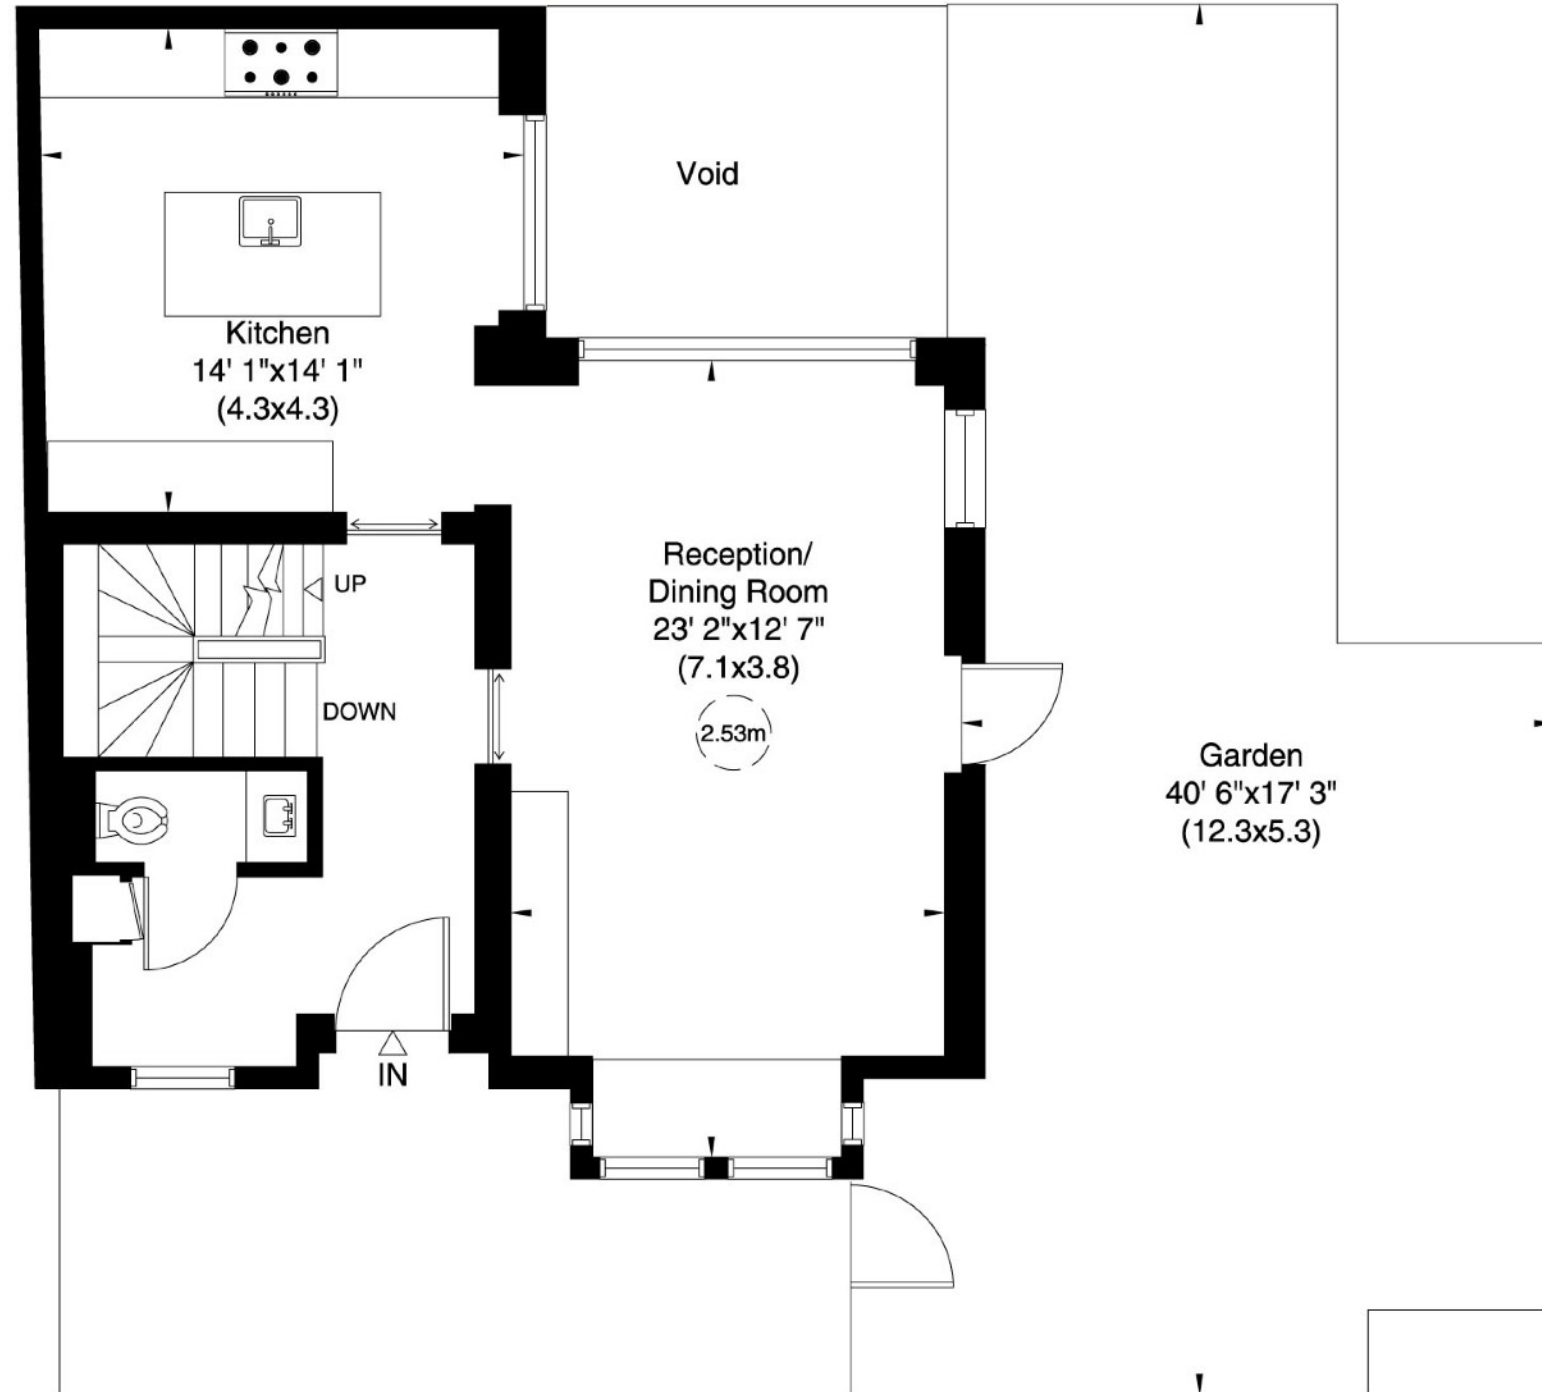 Void
Kitchen
14' 1"x14' 1"
(4.3x4.3)
UP
Reception/
Dining Room
23' 2"x12' 7"
(7.1x3.8)
DOWN
2.53m
Garden
40' 6"x17' 3"
(12.3x5.3)
IN